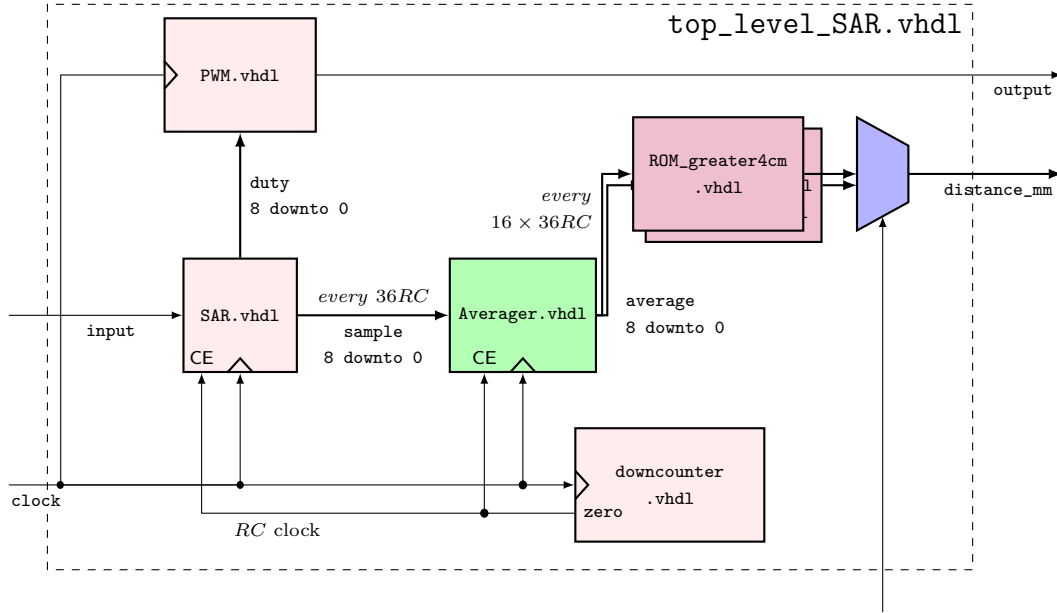 top_level_SAR.vhdl
PWM.vhdl
output
duty
8 downto 0
every
16 × 36RC
ROM_greater4cm
.vhdl
l
distance_mm
input
SAR.vhdl
CE
every 36RC
sample
8 downto 0
Averager.vhdl
CE
average
8 downto 0
clock
RC clock
downcounter
.vhdl
zero